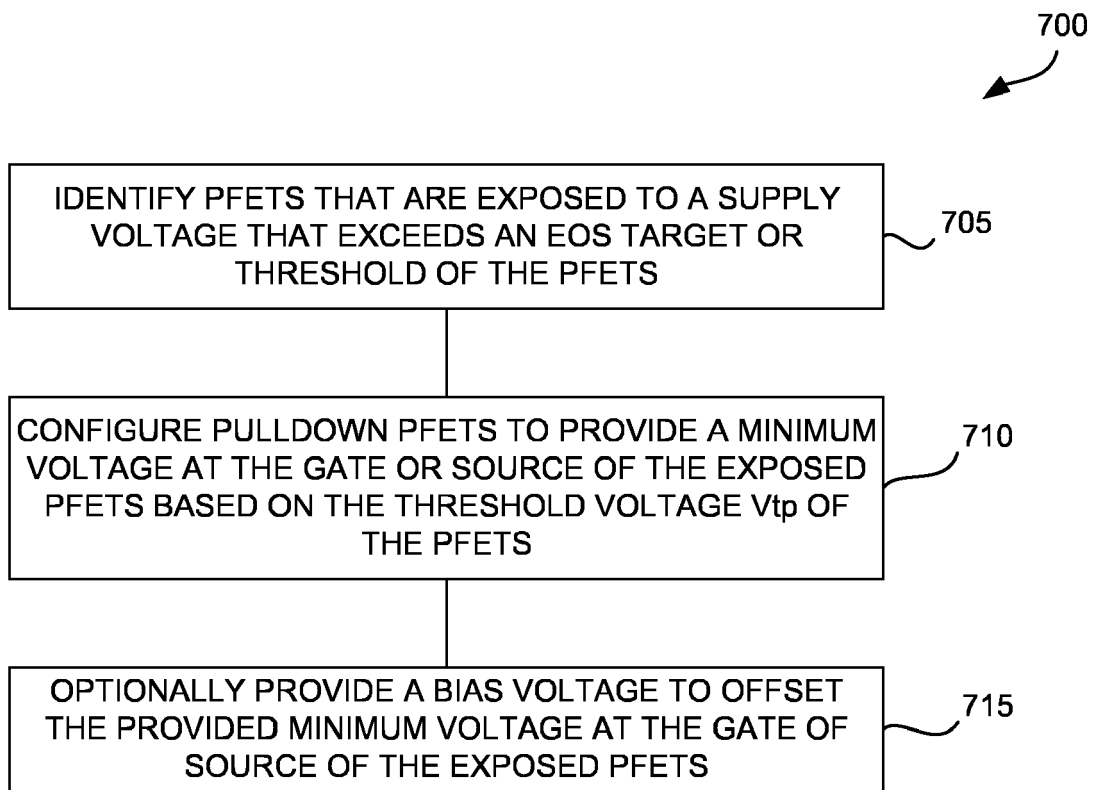 700
IDENTIFY PFETS THAT ARE EXPOSED TO A SUPPLY
VOLTAGE THAT EXCEEDS AN EOS TARGET OR
THRESHOLD OF THE PFETS
705
CONFIGURE PULLDOWN PFETS TO PROVIDE A MINIMUM
VOLTAGE AT THE GATE OR SOURCE OF THE EXPOSED
PFETS BASED ON THE THRESHOLD VOLTAGE Vtp OF
THE PFETS
710
OPTIONALLY PROVIDE A BIAS VOLTAGE TO OFFSET
THE PROVIDED MINIMUM VOLTAGE AT THE GATE OF
SOURCE OF THE EXPOSED PFETS
715